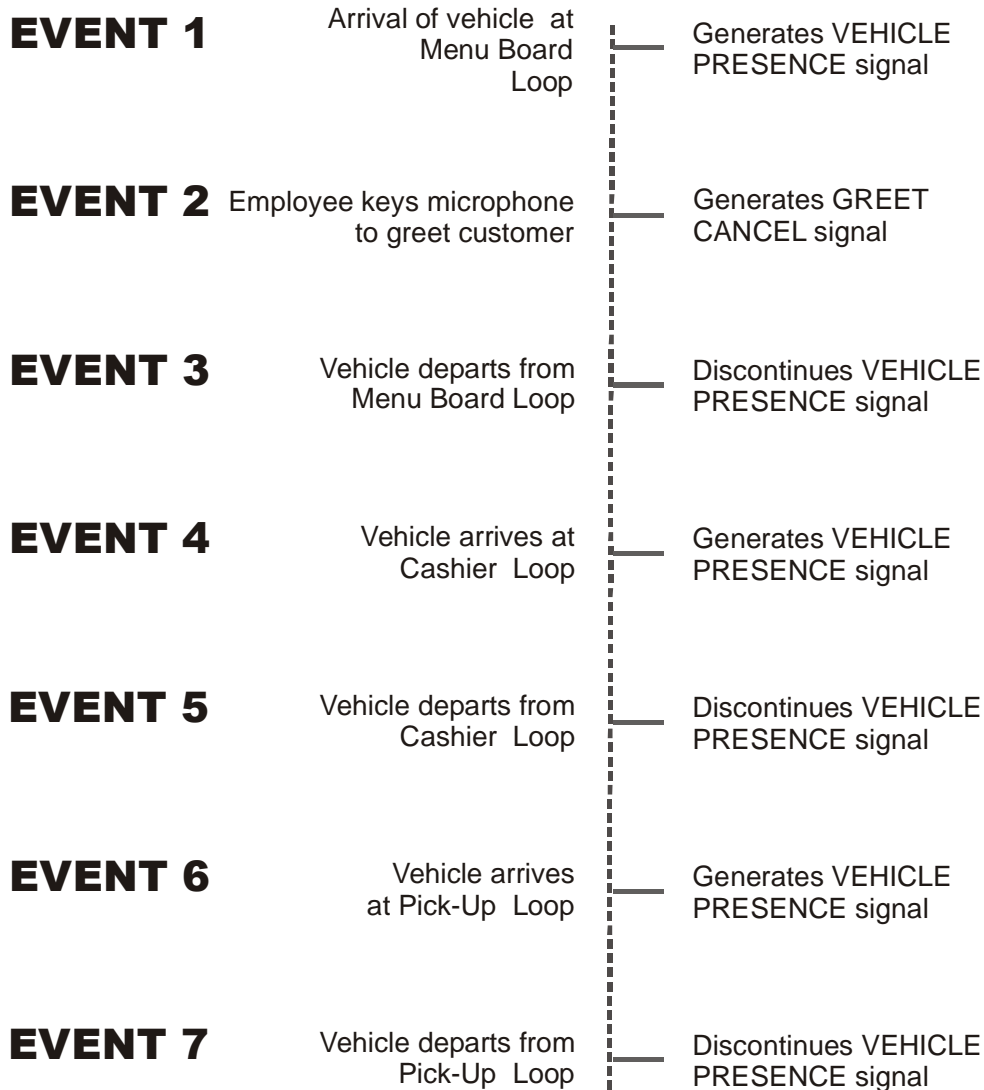 EVENT 1
Arrival of vehicle at
Menu Board
Loop
Generates VEHICLE
PRESENCE signal
EVENT 2
Employee keys microphone
to greet customer
Generates GREET
CANCEL signal
EVENT 3
Vehicle departs from
Menu Board Loop
Discontinues VEHICLE
PRESENCE signal
EVENT 4
Vehicle arrives at
Cashier Loop
Generates VEHICLE
PRESENCE signal
EVENT 5
Vehicle departs from
Cashier Loop
Discontinues VEHICLE
PRESENCE signal
EVENT 6
Vehicle arrives
at Pick-Up Loop
Generates VEHICLE
PRESENCE signal
EVENT 7
Vehicle departs from
Pick-Up Loop
Discontinues VEHICLE
PRESENCE signal